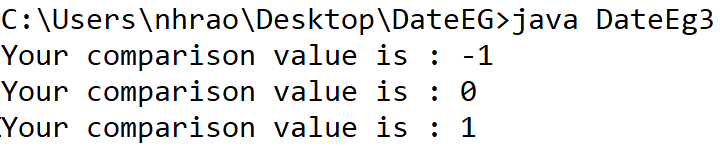 C:\Users\nhrao\Desktop\DateEG>java DateEg3
Your comparison value is : -1
Your comparison value is : 0
Your comparison value is : 1